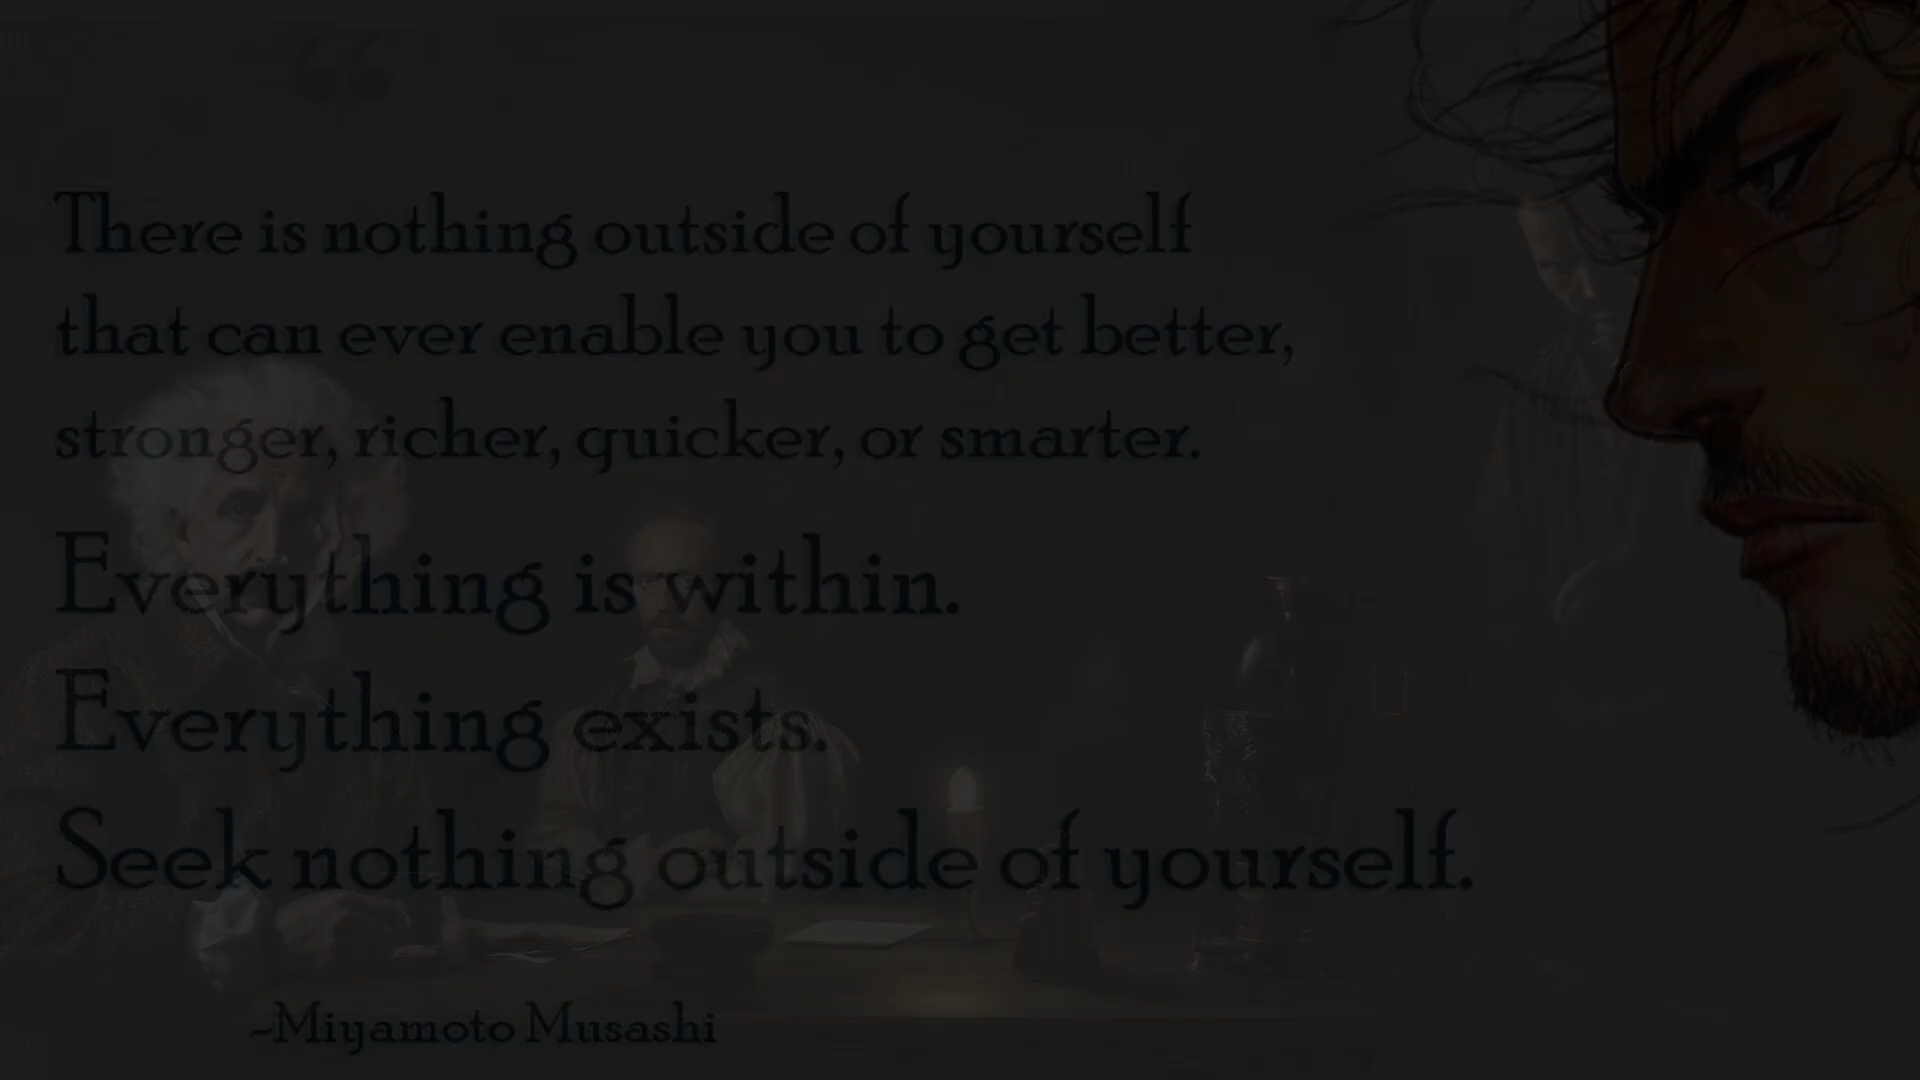 “
There is nothing outside of yourself
that can ever enable you to get better,
stronger, richer, quicker, or smarter.
Everything is within.
Everything exists.
Seek nothing outside of yourself.
~Miyamoto Musashi